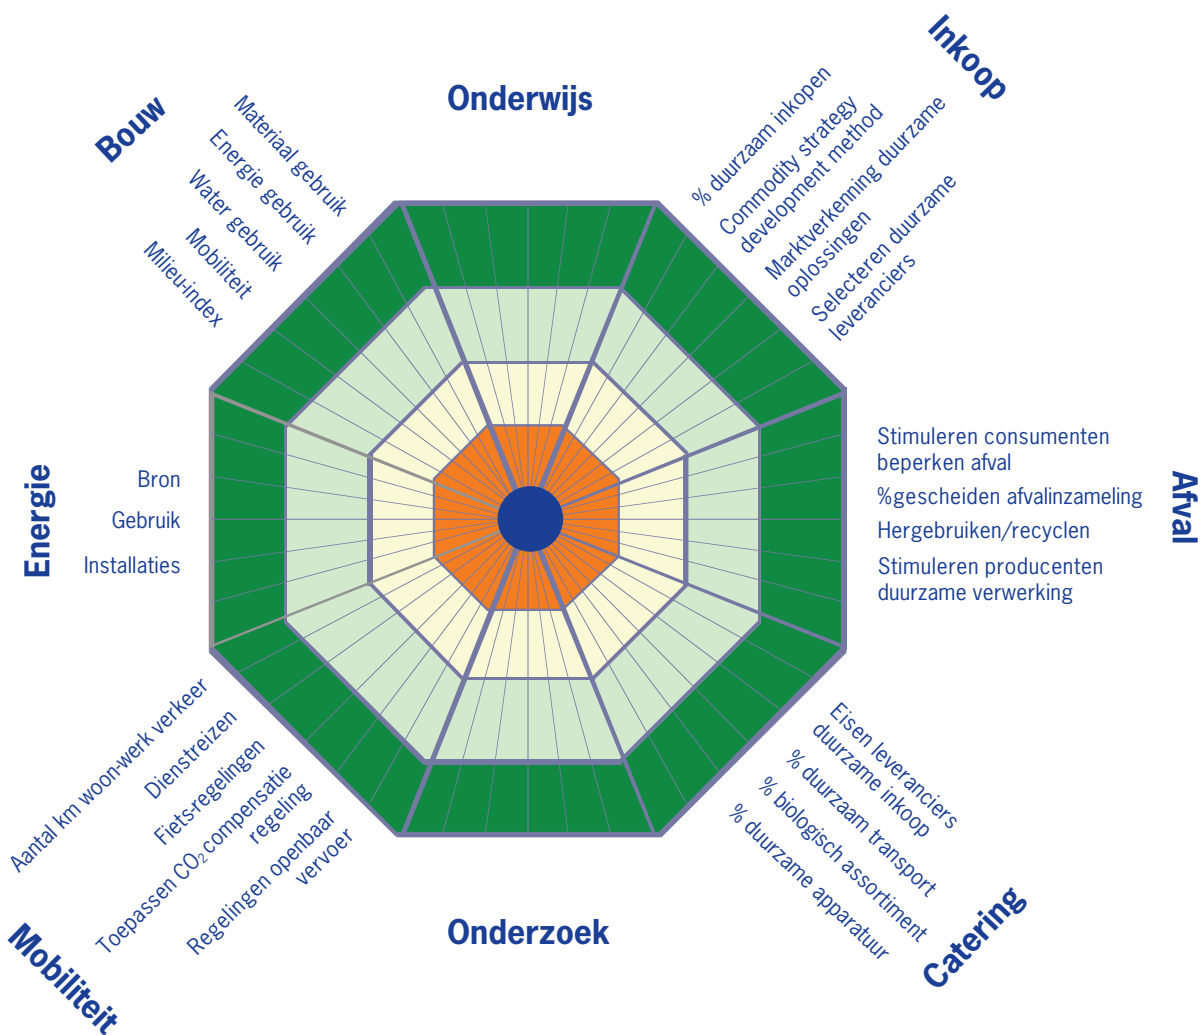 Onderwijs
Inkoop
% duurzaam inkopen
Commodity strategy
development method
Marktverkenning duurzame
oplossingen
Selecteren duurzame
leveranciers
Afval
Stimuleren consumenten
beperken afval
%gescheiden afvalinzameling
Hergebruiken/recyclen
Stimuleren producenten
duurzame verwerking
Catering
Eisen leveranciers
duurzame inkoop
% duurzaam transport
% biologisch assortiment
% duurzame apparatuur
Onderzoek
Mobiliteit
Aantal km woon-werk verkeer
Dienstreizen
Fiets-regelingen
Toepassen CO₂ compensatie
regeling
Regelingen openbaar
vervoer
Energie
Bron
Gebruik
Installaties
Bouw
Materiaal gebruik
Energie gebruik
Water gebruik
Mobiliteit
Milieu-index